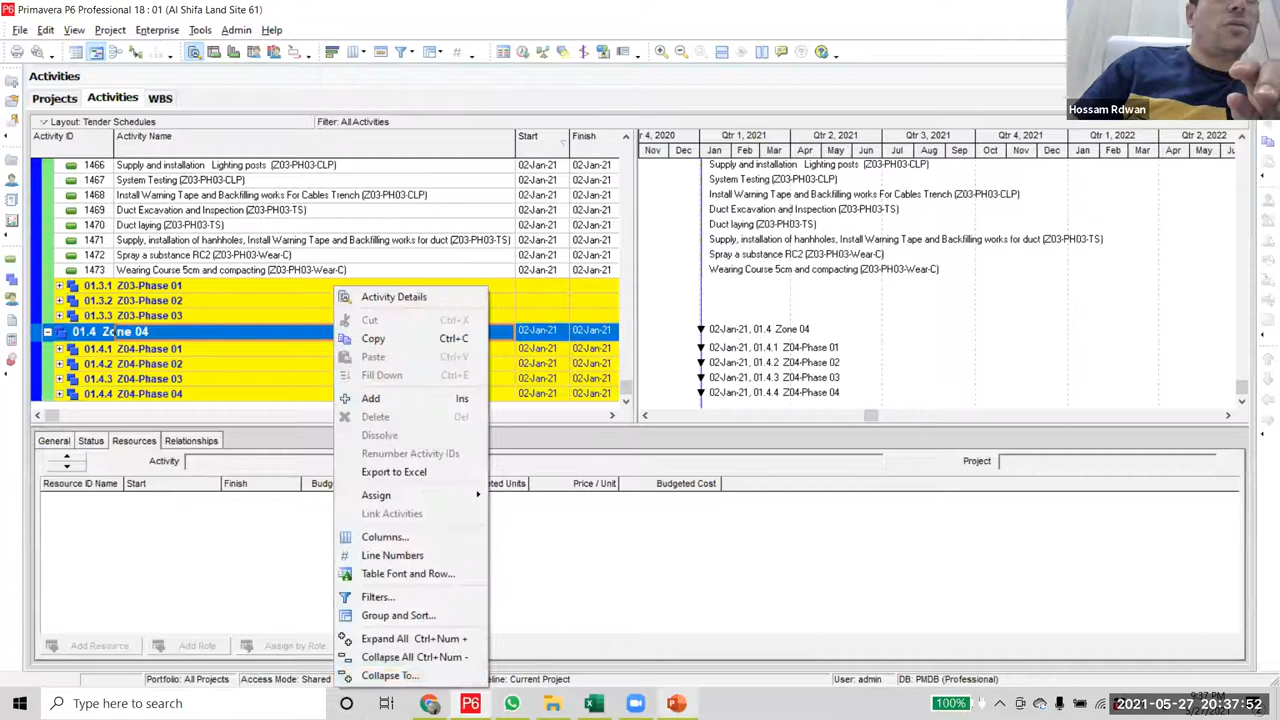 Primavera P6 Professional 18 : 01 (Al Shifa Land Site 61)
File Edit View Project Enterprise Tools Admin Help
Activities
Projects Activities WBS
Layout: Tender Schedules Filter: All Activities
Activity ID Activity Name Start Finish
r 4, 2020 Qtr 1, 2021 Qtr 2, 2021 Qtr 3, 2021 Qtr 4, 2021 Qtr 1, 2022 Qtr 2, 2022
Nov Dec Jan Feb Mar Apr May Jun Jul Aug Sep Oct Nov Dec Jan Feb Mar Apr May
1466 Supply and installation Lighting posts (Z03-PH03-CLP) 02-Jan-21 02-Jan-21 Supply and installation Lighting posts (Z03-PH03-CLP)
1467 System Testing (Z03-PH03-CLP) 02-Jan-21 02-Jan-21 System Testing (Z03-PH03-CLP)
1468 Install Warning Tape and Backfilling works For Cables Trench (Z03-PH03-CLP) 02-Jan-21 02-Jan-21 Install Warning Tape and Backfilling works For Cables Trench (Z03-PH03-CLP)
1469 Duct Excavation and Inspection (Z03-PH03-TS) 02-Jan-21 02-Jan-21 Duct Excavation and Inspection (Z03-PH03-TS)
1470 Duct laying (Z03-PH03-TS) 02-Jan-21 02-Jan-21 Duct laying (Z03-PH03-TS)
1471 Supply, installation of hanhholes, Install Warning Tape and Backfilling works for duct (Z03-PH03-TS) 02-Jan-21 02-Jan-21 Supply, installation of hanhholes, Install Warning Tape and Backfilling works for duct (Z03-PH03-TS)
1472 Spray a substance RC2 (Z03-PH03-Wear-C) 02-Jan-21 02-Jan-21 Spray a substance RC2 (Z03-PH03-Wear-C)
1473 Wearing Course 5cm and compacting (Z03-PH03-Wear-C) 02-Jan-21 02-Jan-21 Wearing Course 5cm and compacting (Z03-PH03-Wear-C)
01.3.1 Z03-Phase 01
01.3.2 Z03-Phase 02
01.3.3 Z03-Phase 03
01.4 Zone 04 02-Jan-21 02-Jan-21 02-Jan-21, 01.4 Zone 04
01.4.1 Z04-Phase 01 02-Jan-21 02-Jan-21 02-Jan-21, 01.4.1 Z04-Phase 01
01.4.2 Z04-Phase 02 02-Jan-21 02-Jan-21 02-Jan-21, 01.4.2 Z04-Phase 02
01.4.3 Z04-Phase 03 02-Jan-21 02-Jan-21 02-Jan-21, 01.4.3 Z04-Phase 03
01.4.4 Z04-Phase 04 02-Jan-21 02-Jan-21 02-Jan-21, 01.4.4 Z04-Phase 04
Activity Details
Cut Ctrl+X
Copy Ctrl+C
Paste Ctrl+V
Fill Down Ctrl+E
Add Ins
Delete Del
Dissolve
Renumber Activity IDs
Export to Excel
Assign
Link Activities
Columns...
Line Numbers
Table Font and Row...
Filters...
Group and Sort...
Expand All Ctrl+Num +
Collapse All Ctrl+Num -
Collapse To...
General Status Resources Relationships
Activity Project
Resource ID Name Start Finish Price / Unit Budgeted Cost
Add Resource Add Role Assign by Role
Portfolio: All Projects Access Mode: Shared Current Project User: admin DB: PMDB (Professional)
Type here to search
100%
9:37 PM
2021-05-27 20:37:52
Hossam Rdwan